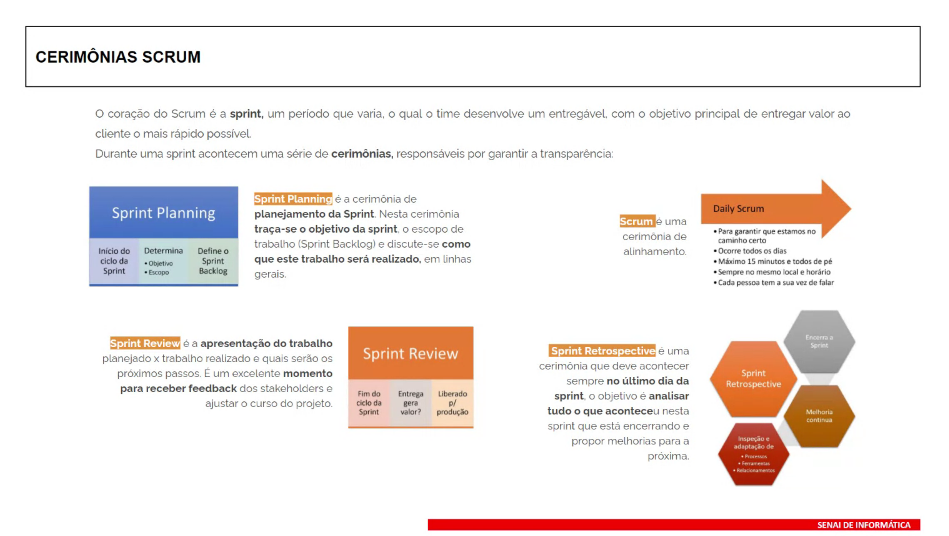 CERIMÔNIAS SCRUM
O coração do Scrum é a sprint, um período que varia, o qual o time desenvolve um entregável, com o objetivo principal de entregar valor ao
cliente o mais rápido possível.
Durante uma sprint acontecem uma série de cerimônias, responsáveis por garantir a transparência:
Sprint Planning
Início do
ciclo da
Sprint
Determina
• Objetivo
• Escopo
Define o
Sprint
Backlog
Sprint Planning é a cerimônia de
planejamento da Sprint. Nesta cerimônia
traça-se o objetivo da sprint, o escopo de
trabalho (Sprint Backlog) e discute-se como
que este trabalho será realizado, em linhas
gerais.
Scrum é uma
cerimônia de
alinhamento.
Daily Scrum
• Para garantir que estamos no
caminho certo
• Ocorre todos os dias
• Máximo 15 minutos e todos de pé
• Sempre no mesmo local e horário
• Cada pessoa tem a sua vez de falar
Sprint Review é a apresentação do trabalho
planejado x trabalho realizado e quais serão os
próximos passos. É um excelente momento
para receber feedback dos stakeholders e
ajustar o curso do projeto.
Sprint Review
Fim do
ciclo da
Sprint
Entrega
gera
valor?
Liberado
p/
produção
Sprint Retrospective é uma
cerimônia que deve acontecer
sempre no último dia da
sprint, o objetivo é analisar
tudo o que aconteceu nesta
sprint que está encerrando e
propor melhorias para a
próxima.
Encerra a
Sprint
Sprint
Retrospective
Melhoria
contínua
Inspeção e
adaptação de
• Processos
• Ferramentas
• Relacionamentos
SENAI DE INFORMÁTICA